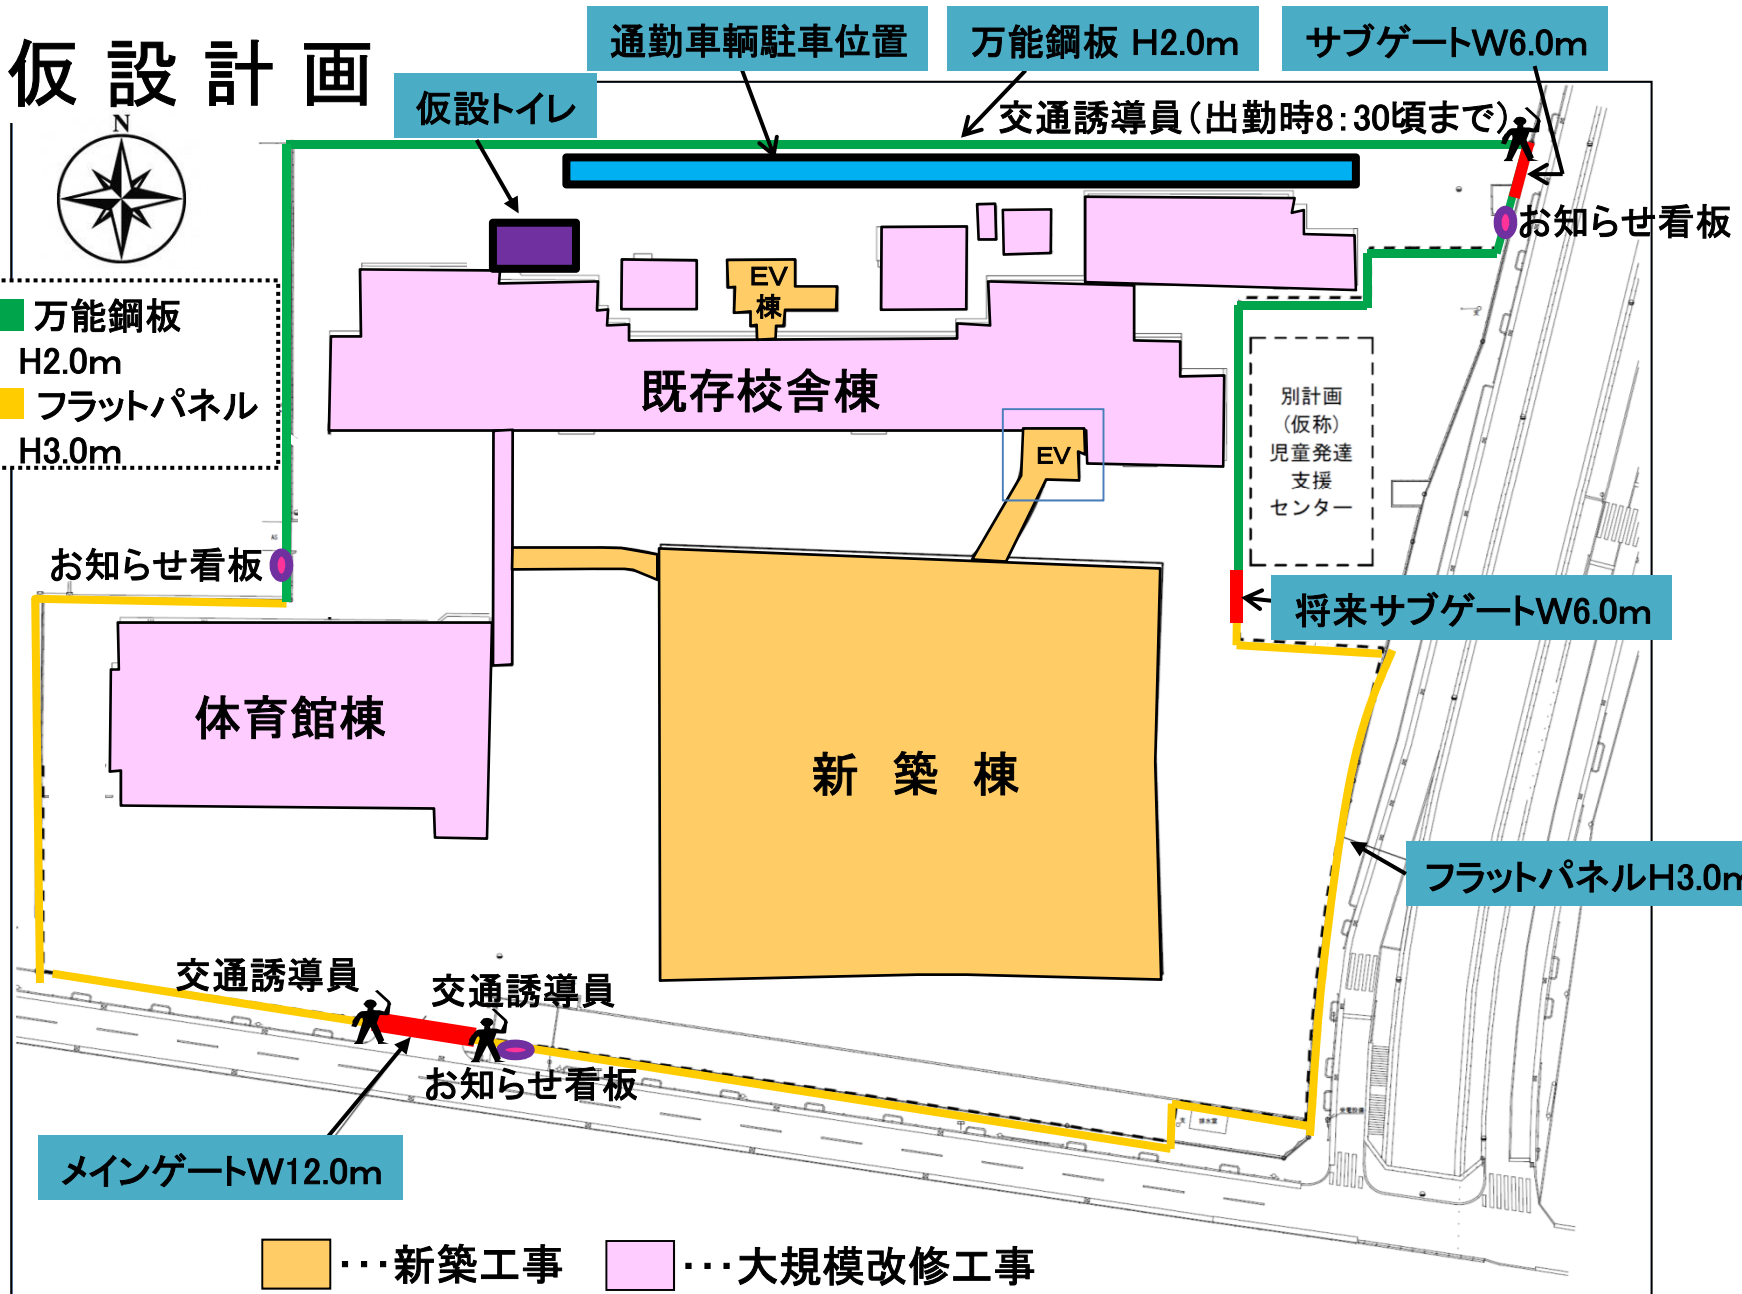 仮設計画
通勤車輌駐車位置
万能鋼板 H2.0m
サブゲートW6.0m
仮設トイレ
交通誘導員（出勤時8:30頃まで）
N
お知らせ看板
EV
棟
万能鋼板
H2.0m
フラットパネル
H3.0m
既存校舎棟
別計画
（仮称）
児童発達
支援
センター
EV
お知らせ看板
将来サブゲートW6.0m
体育館棟
新築棟
フラットパネルH3.0m
交通誘導員
交通誘導員
お知らせ看板
メインゲートW12.0m
･･･新築工事
･･･大規模改修工事